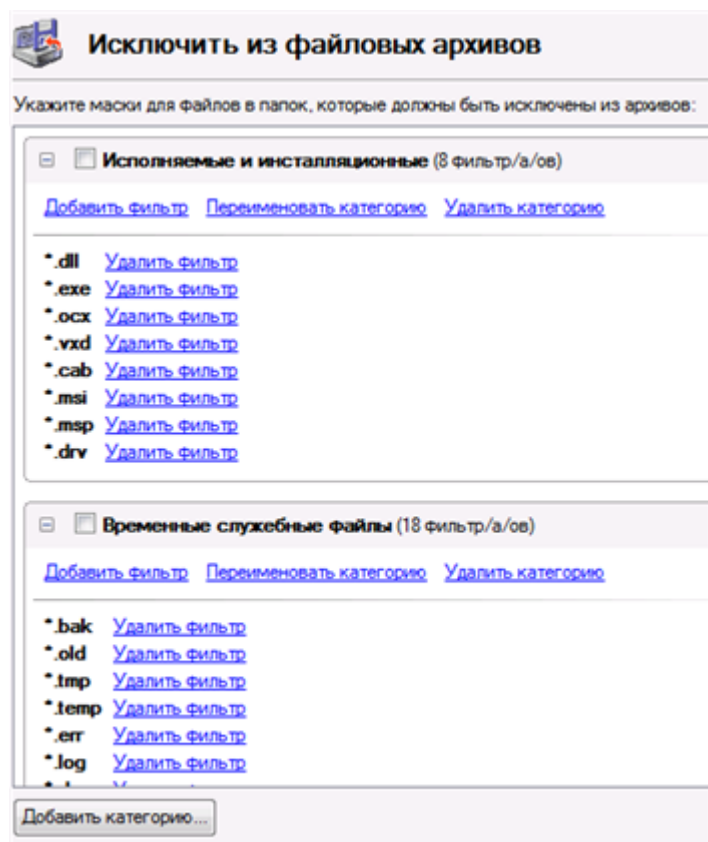 Исключить из файловых архивов
Укажите маски для файлов в папок, которые должны быть исключены из архивов:
Исполняемые и инсталляционные (8 фильтр/а/ов)
Добавить фильтр Переименовать категорию Удалить категорию
*.dll Удалить фильтр
*.exe Удалить фильтр
*.ocx Удалить фильтр
*.vxd Удалить фильтр
*.cab Удалить фильтр
*.msi Удалить фильтр
*.msp Удалить фильтр
*.drv Удалить фильтр
Временные служебные файлы (18 фильтр/а/ов)
Добавить фильтр Переименовать категорию Удалить категорию
*.bak Удалить фильтр
*.old Удалить фильтр
*.tmp Удалить фильтр
*.temp Удалить фильтр
*.err Удалить фильтр
*.log Удалить фильтр
Добавить категорию...